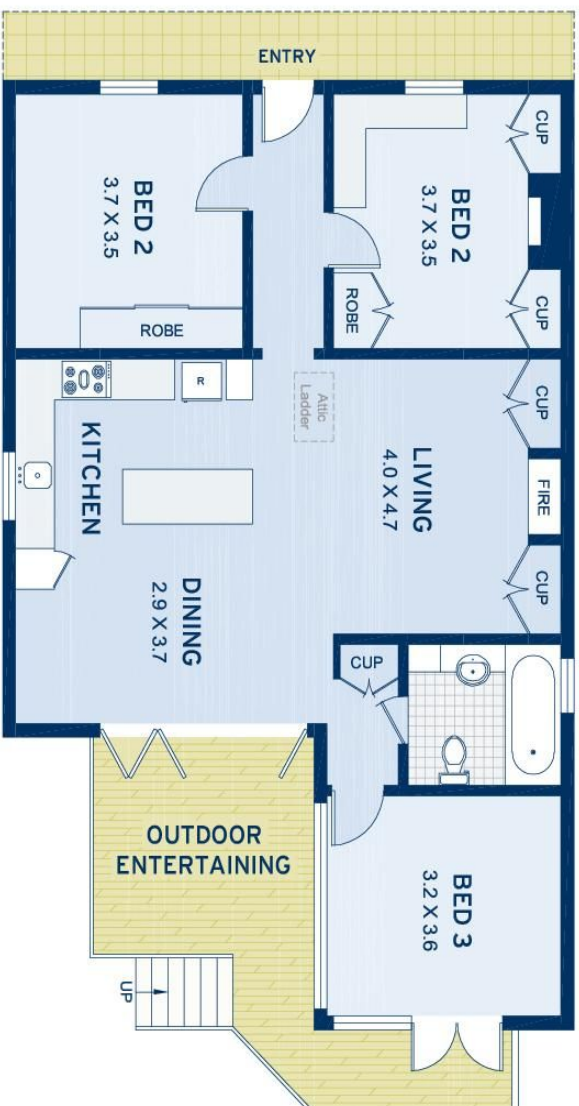 ENTRY
BED 2
3.7 X 3.5
ROBE
BED 2
3.7 X 3.5
ROBE
CUP
CUP
R
KITCHEN
Attic
Ladder
LIVING
4.0 X 4.7
CUP
FIRE
CUP
DINING
2.9 X 3.7
CUP
OUTDOOR
ENTERTAINING
UP
BED 3
3.2 X 3.6